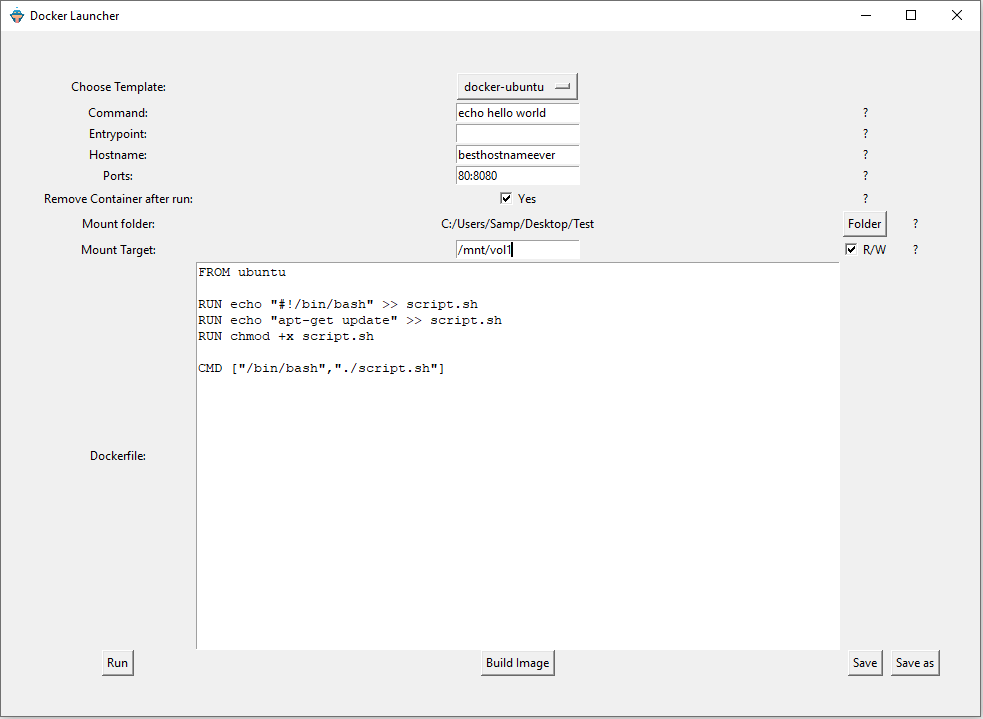 Docker Launcher
Choose Template: docker-ubuntu
Command: echo hello world ?
Entrypoint: ?
Hostname: besthostnameever ?
Ports: 80:8080 ?
Remove Container after run: Yes ?
Mount folder: C:/Users/Samp/Desktop/Test Folder ?
Mount Target: /mnt/vol1 R/W ?
FROM ubuntu
RUN echo "#!/bin/bash" >> script.sh
RUN echo "apt-get update" >> script.sh
RUN chmod +x script.sh
CMD ["/bin/bash","./script.sh"]
Dockerfile:
Run Build Image Save Save as